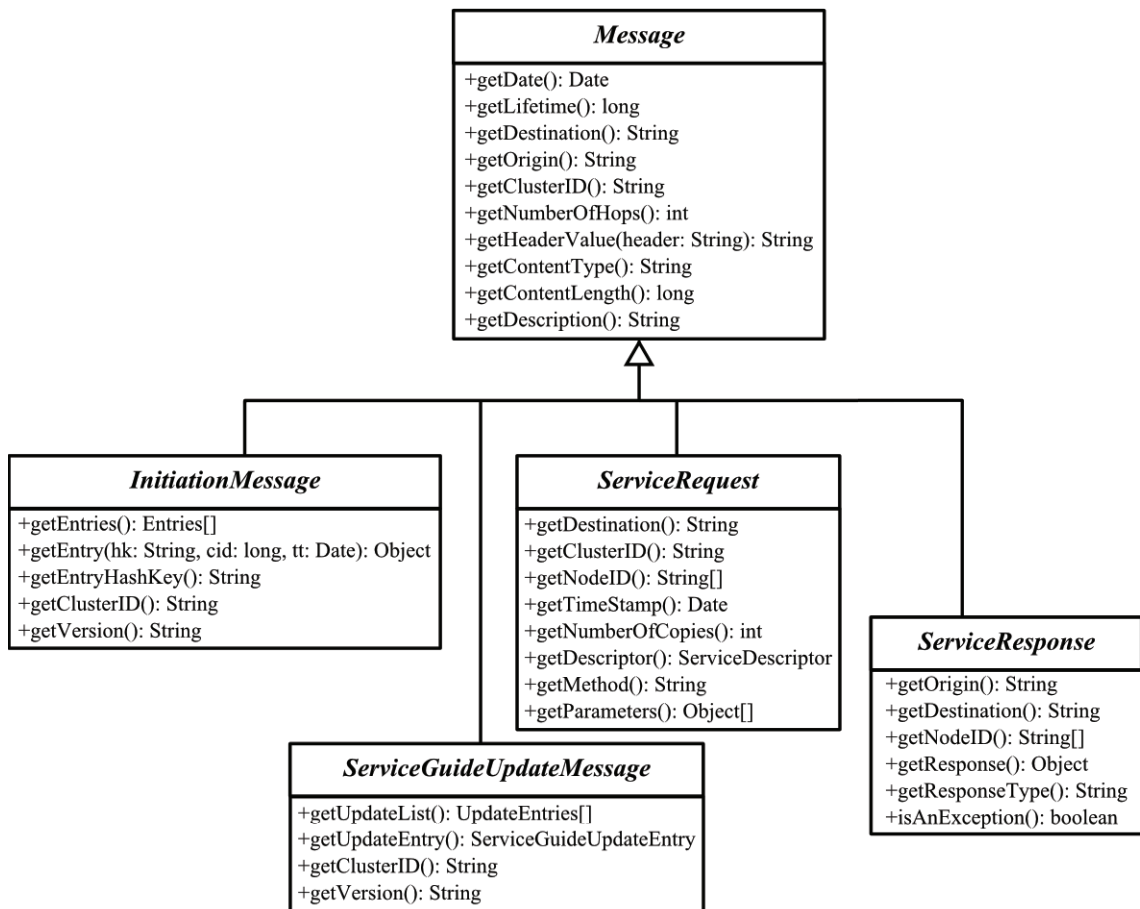 Message
+getDate(): Date
+getLifetime(): long
+getDestination(): String
+getOrigin(): String
+getClusterID(): String
+getNumberOfHops(): int
+getHeaderValue(header: String): String
+getContentType(): String
+getContentLength(): long
+getDescription(): String
InitiationMessage
+getEntries(): Entries[]
+getEntry(hk: String, cid: long, tt: Date): Object
+getEntryHashKey(): String
+getClusterID(): String
+getVersion(): String
ServiceRequest
+getDestination(): String
+getClusterID(): String
+getNodeID(): String[]
+getTimeStamp(): Date
+getNumberOfCopies(): int
+getDescriptor(): ServiceDescriptor
+getMethod(): String
+getParameters(): Object[]
ServiceResponse
+getOrigin(): String
+getDestination(): String
+getNodeID(): String[]
+getResponse(): Object
+getResponseType(): String
+isAnException(): boolean
ServiceGuideUpdateMessage
+getUpdateList(): UpdateEntries[]
+getUpdateEntry(): ServiceGuideUpdateEntry
+getClusterID(): String
+getVersion(): String